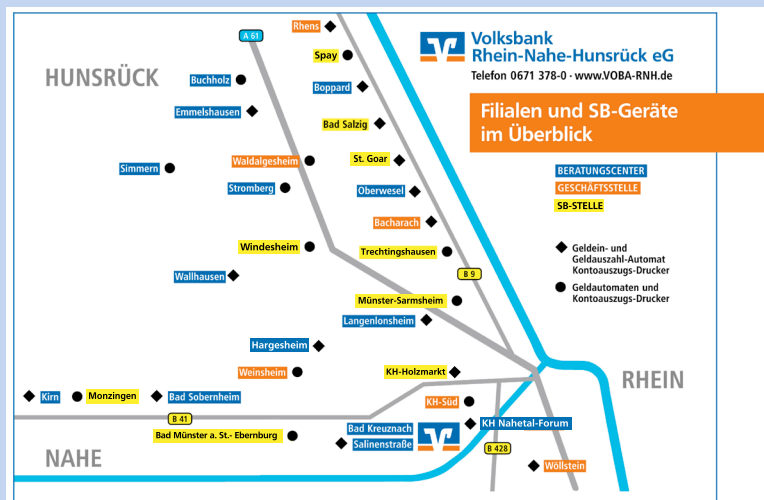 A 61
Rhens
Volksbank
Rhein-Nahe-Hunsrück eG
Telefon 0671 378-0 · www.VOBA-RNH.de
Spay
HUNSRÜCK
Buchholz
Boppard
Emmelshausen
Bad Salzig
Filialen und SB-Geräte
im Überblick
Waldalgesheim
St. Goar
Simmern
Stromberg
Oberwesel
BERATUNGSCENTER
GESCHÄFTSSTELLE
SB-STELLE
Bacharach
Windesheim
Trechtingshausen
Geldein- und
Geldauszahl-Automat
Kontoauszugs-Drucker
Wallhausen
B 9
Geldautomaten und
Kontoauszugs-Drucker
Münster-Sarmsheim
Langenlonsheim
Hargesheim
Weinsheim
KH-Holzmarkt
RHEIN
Kirn
Monzingen
Bad Sobernheim
KH-Süd
B 41
KH Nahetal-Forum
Bad Kreuznach
Salinenstraße
Bad Münster a. St.- Ebernburg
B 428
NAHE
Wöllstein